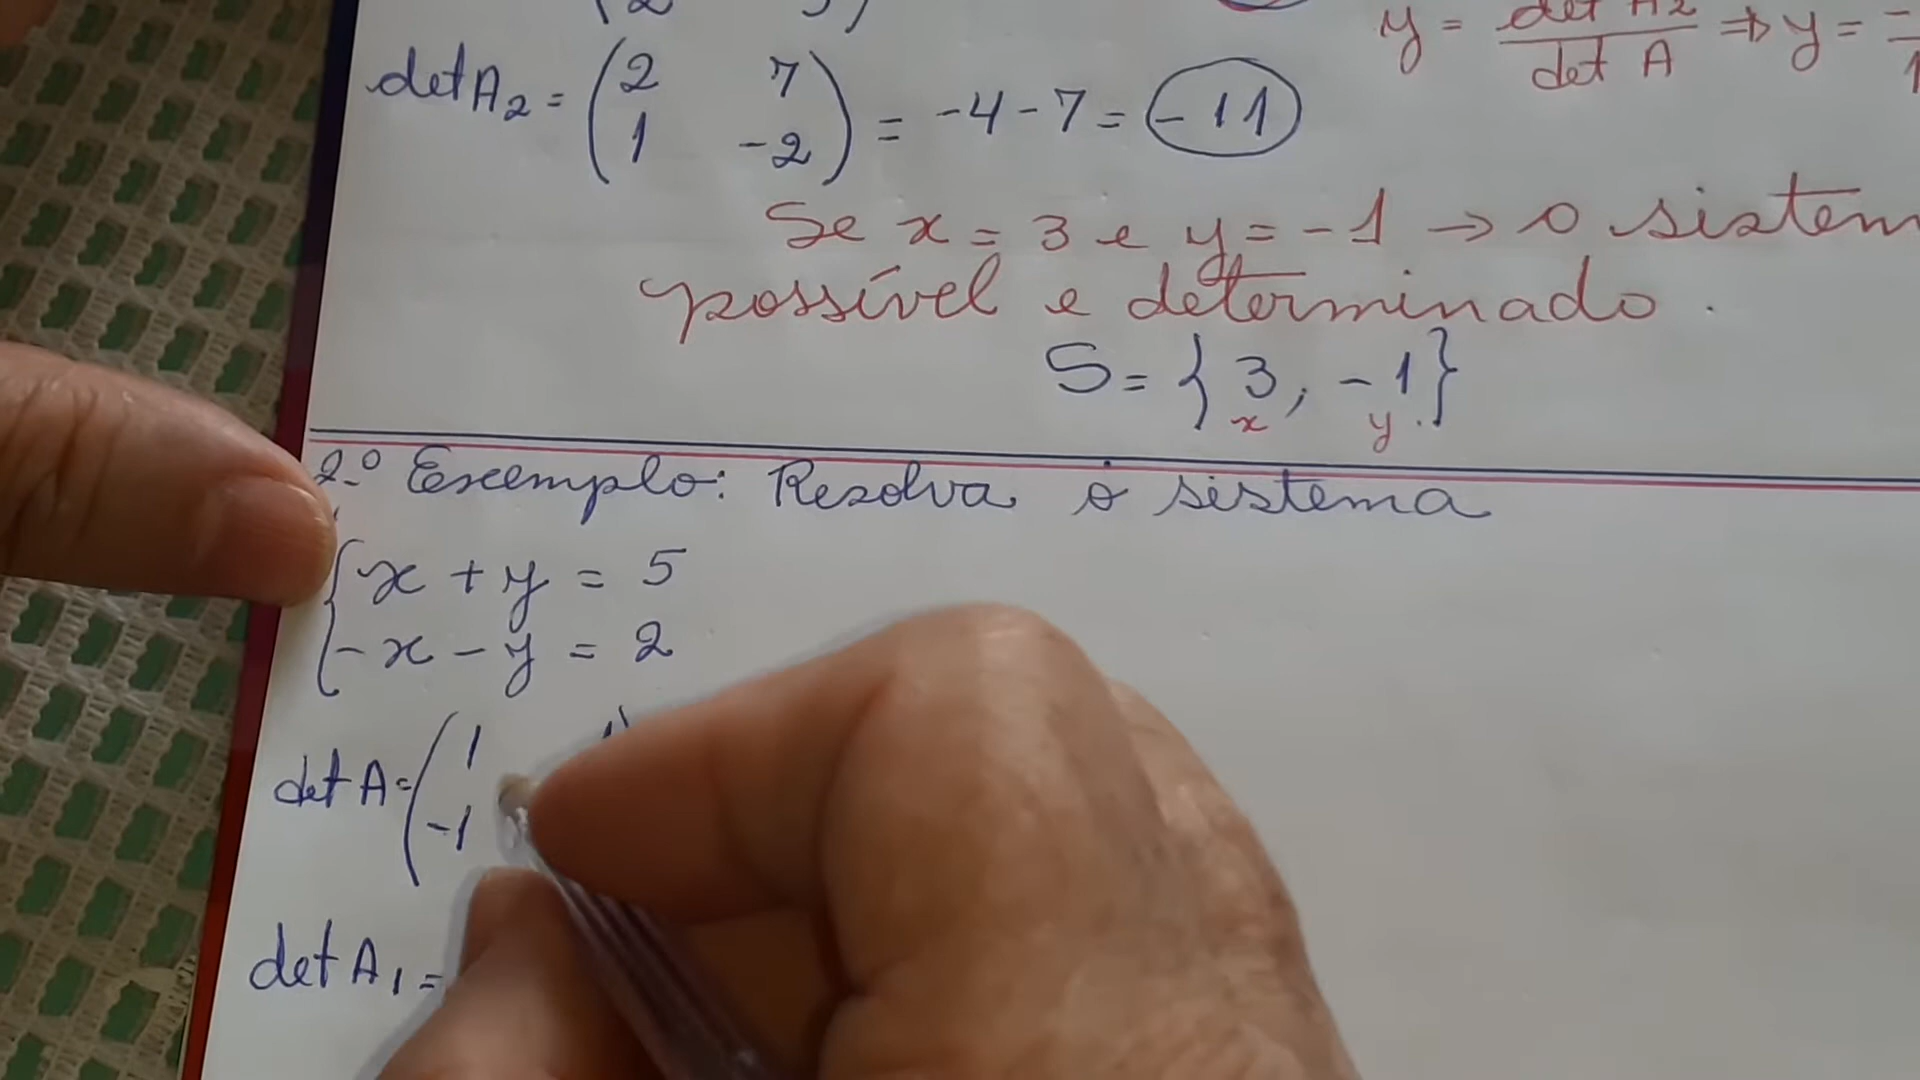 y = det A2 / det A ⇒ y = -
det A2 = (2 7
1 -2) = -4 - 7 = -11
Se x = 3 e y = -1 → o sistem
possível e determinado.
S = {3, -1}
x y
2º Exemplo: Resolva o sistema
{x + y = 5
-x - y = 2
det A = (1 1)
-1
det A1 =